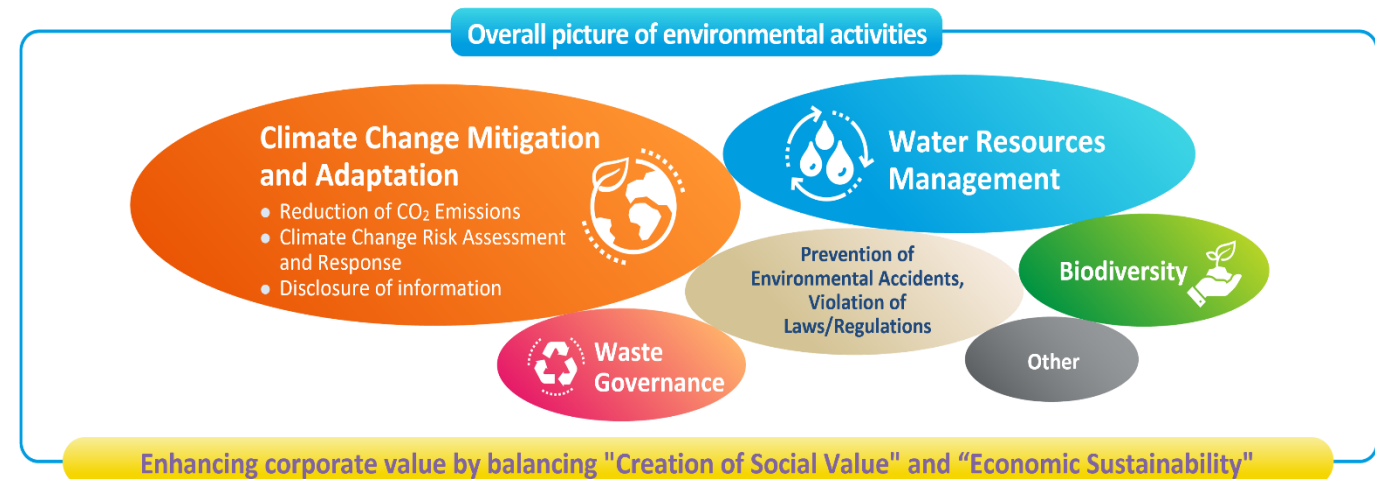 Overall picture of environmental activities
Climate Change Mitigation
and Adaptation
● Reduction of CO₂ Emissions
● Climate Change Risk Assessment
and Response
● Disclosure of information
Water Resources
Management
Prevention of
Environmental Accidents,
Violation of
Laws/Regulations
Biodiversity
Waste
Governance
Other
Enhancing corporate value by balancing "Creation of Social Value" and “Economic Sustainability"